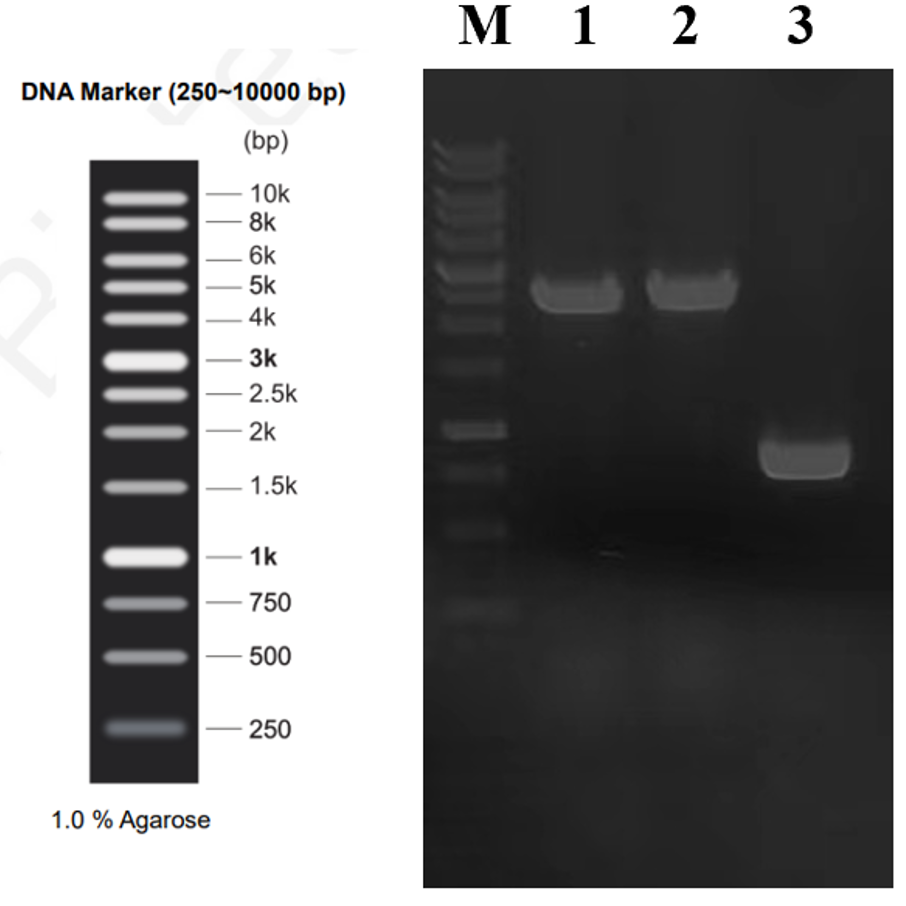 M 1 2 3
DNA Marker (250~10000 bp)
(bp)
10k
8k
6k
5k
4k
3k
2.5k
2k
1.5k
1k
750
500
250
1.0 % Agarose